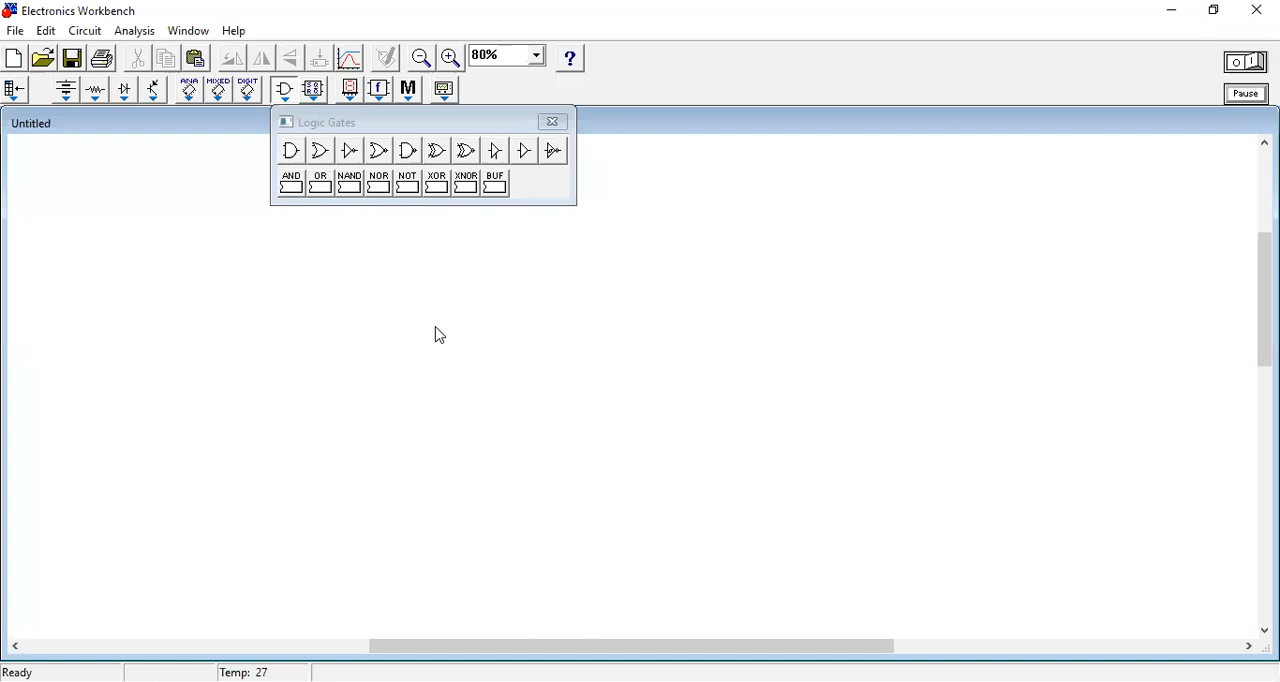 Electronics Workbench
File Edit Circuit Analysis Window Help
80% ?
ANA MIXED DIGIT f M
Pause
Untitled
Logic Gates
AND OR NAND NOR NOT XOR XNOR BUF
Ready Temp: 27